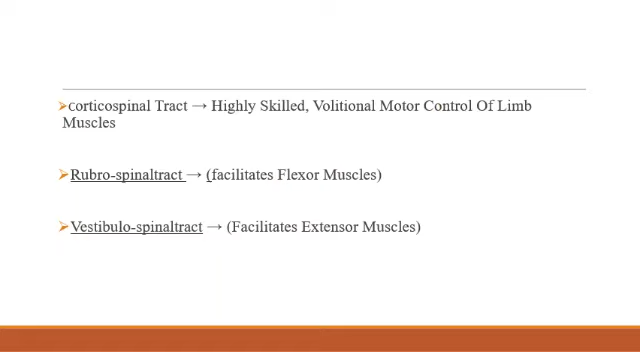 corticospinal Tract → Highly Skilled, Volitional Motor Control Of Limb
Muscles
Rubro-spinaltract → (facilitates Flexor Muscles)
Vestibulo-spinaltract → (Facilitates Extensor Muscles)